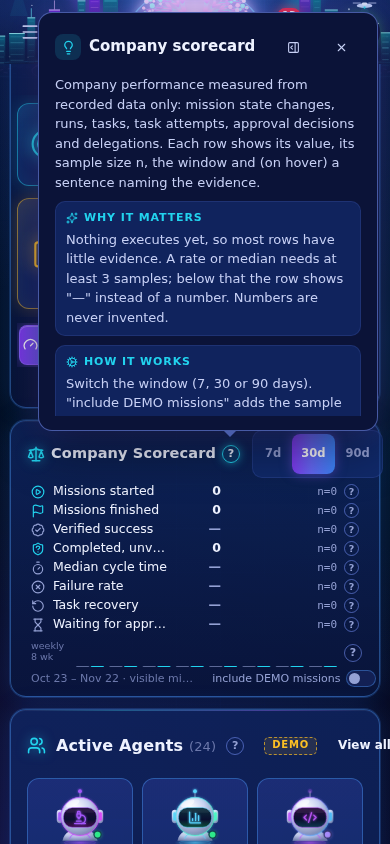 Company scorecard
Company performance measured from
recorded data only: mission state changes,
runs, tasks, task attempts, approval decisions
and delegations. Each row shows its value, its
sample size n, the window and (on hover) a
sentence naming the evidence.
WHY IT MATTERS
Nothing executes yet, so most rows have
little evidence. A rate or median needs at
least 3 samples; below that the row shows
"—" instead of a number. Numbers are
never invented.
HOW IT WORKS
Switch the window (7, 30 or 90 days).
"include DEMO missions" adds the sample
Company Scorecard ? 7d 30d 90d
Missions started 0 n=0 ?
Missions finished 0 n=0 ?
Verified success — n=0 ?
Completed, unv... 0 n=0 ?
Median cycle time — n=0 ?
Failure rate — n=0 ?
Task recovery — n=0 ?
Waiting for appr... — n=0 ?
weekly
8 wk ?
Oct 23 – Nov 22 · visible mi... include DEMO missions
Active Agents (24) ? DEMO View all